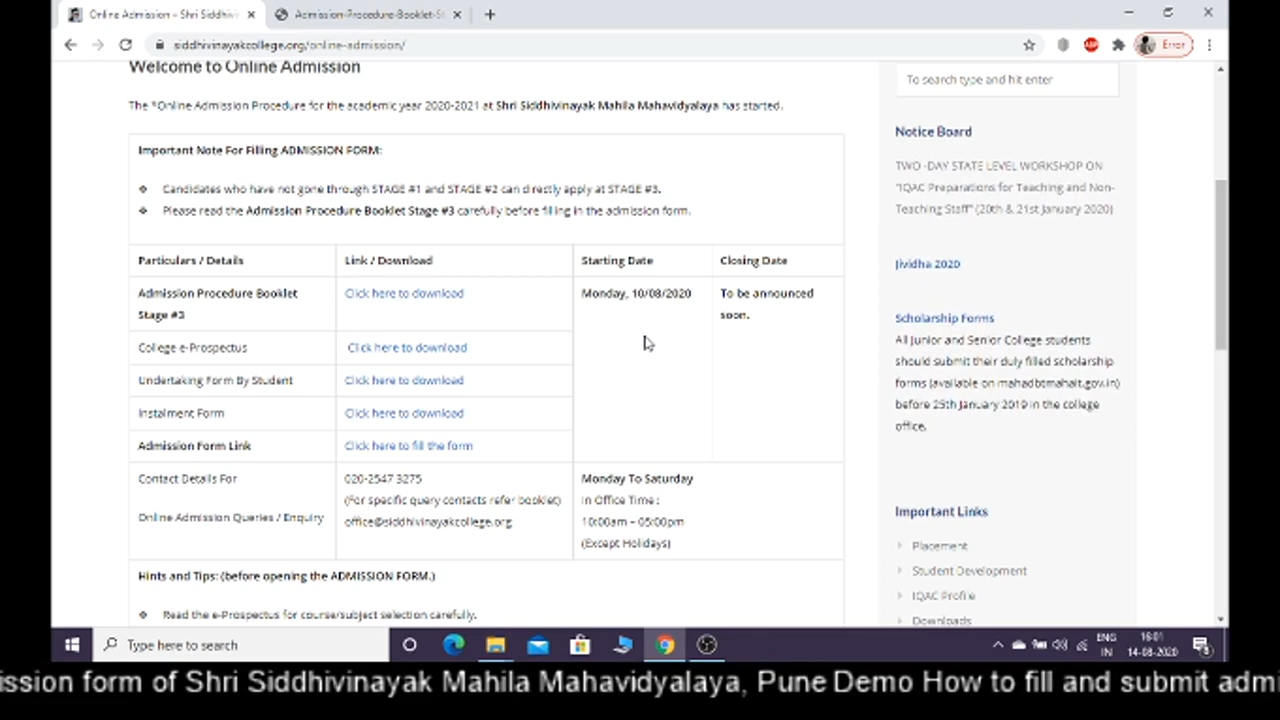 Online Admission – Shri Siddhivi
Admission-Procedure-Booklet-S
siddhivinayakcollege.org/online-admission/
Error
Welcome to Online Admission
The *Online Admission Procedure for the academic year 2020-2021 at Shri Siddhivinayak Mahila Mahavidyalaya has started.
Important Note For Filling ADMISSION FORM:
❖ Candidates who have not gone through STAGE #1 and STAGE #2 can directly apply at STAGE #3.
❖ Please read the Admission Procedure Booklet Stage #3 carefully before filling in the admission form.
Particulars / Details Link / Download Starting Date Closing Date
Admission Procedure Booklet Click here to download Monday, 10/08/2020 To be announced
Stage #3 soon.
College e-Prospectus Click here to download
Undertaking Form By Student Click here to download
Instalment Form Click here to download
Admission Form Link Click here to fill the form
Contact Details For 020-2547 3275 Monday To Saturday
(For specific query contacts refer booklet) In Office Time :
Online Admission Queries / Enquiry office@siddhivinayakcollege.org 10:00am – 05:00pm
(Except Holidays)
Hints and Tips: (before opening the ADMISSION FORM.)
❖ Read the e-Prospectus for course/subject selection carefully.
To search type and hit enter
Notice Board
TWO -DAY STATE LEVEL WORKSHOP ON
"IQAC Preparations for Teaching and Non-
Teaching Staff" (20th & 21st January 2020)
Jividha 2020
Scholarship Forms
All Junior and Senior College students
should submit their duly filled scholarship
forms (available on mahadbtmahait.gov.in)
before 25th January 2019 in the college
office.
Important Links
Placement
Student Development
IQAC Profile
Downloads
Type here to search
ENG
IN
16:01
14-08-2020
ission form of Shri Siddhivinayak Mahila Mahavidyalaya, Pune Demo How to fill and submit admi